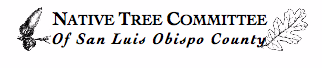 NATIVE TREE COMMITTEE
Of San Luis Obispo County